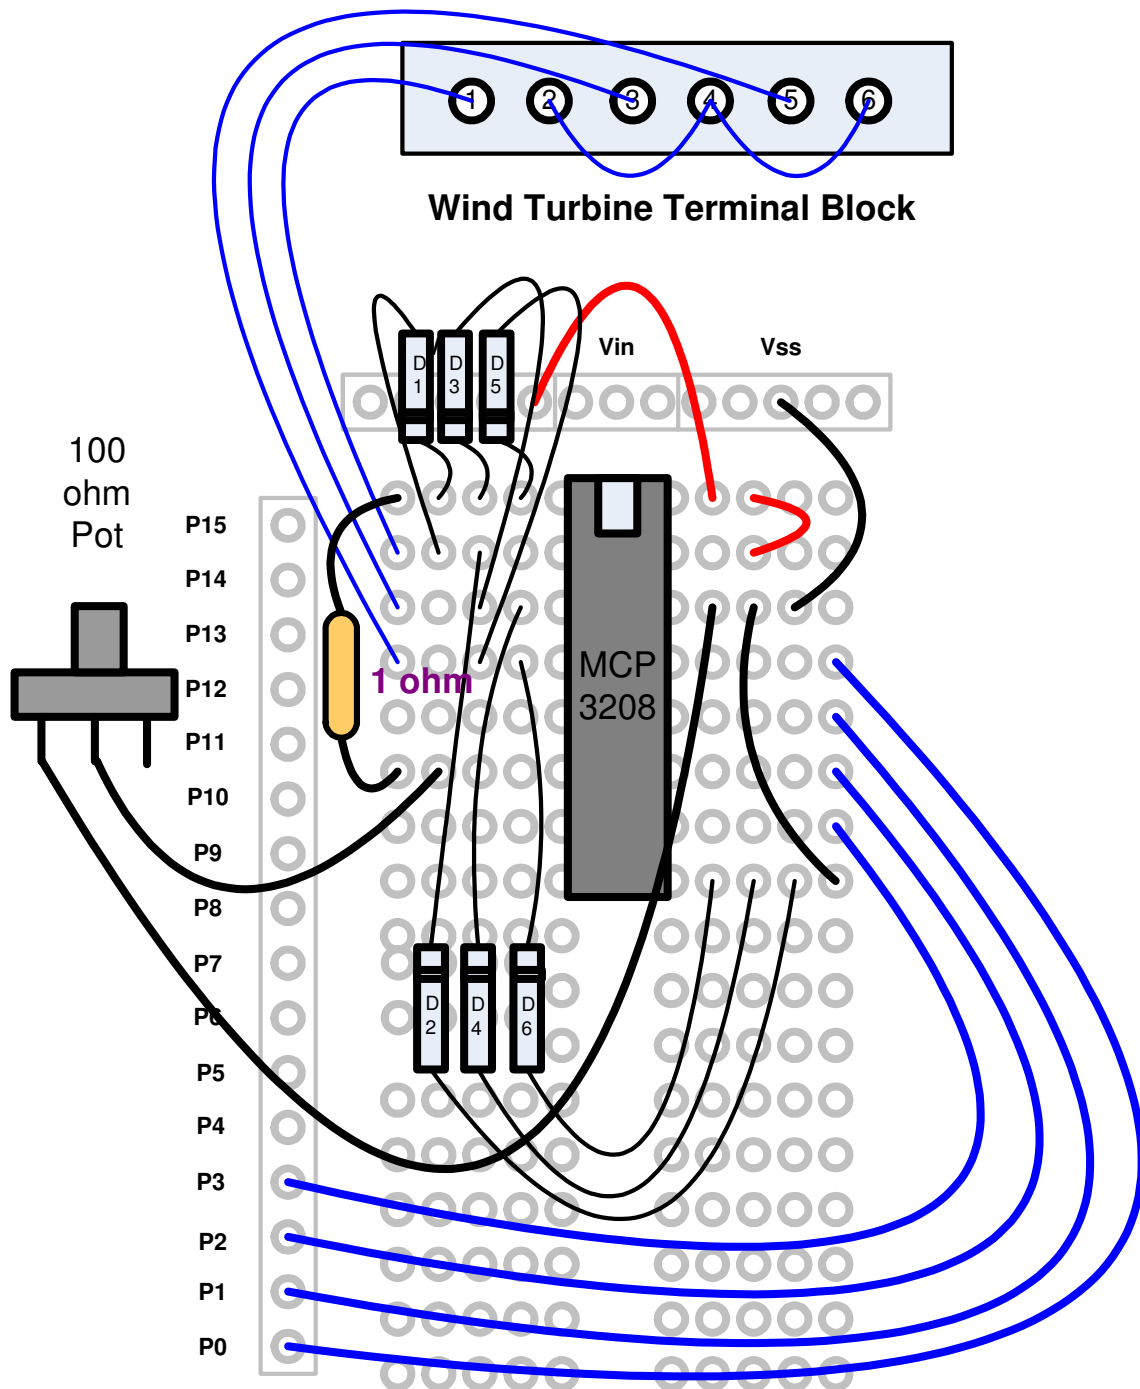 1 2 3 4 5 6
Wind Turbine Terminal Block
Vin
Vss
D
1
D
3
D
5
100
ohm
Pot
P15
P14
P13
P12
P11
P10
P9
P8
P7
P6
P5
P4
P3
P2
P1
P0
1 ohm
MCP
3208
D
2
D
4
D
6